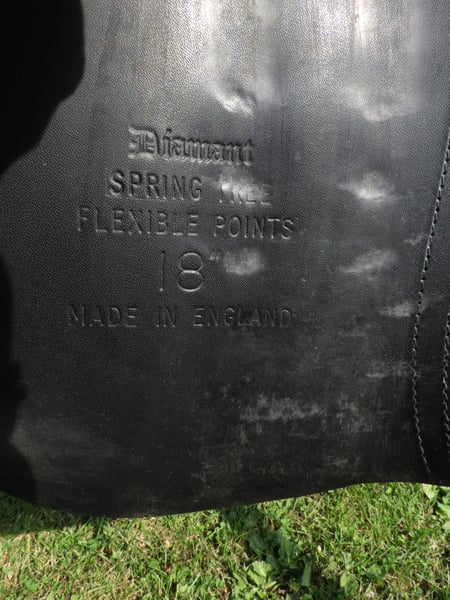 Diamant
SPRING TREE
FLEXIBLE POINTS
18"
MADE IN ENGLAND